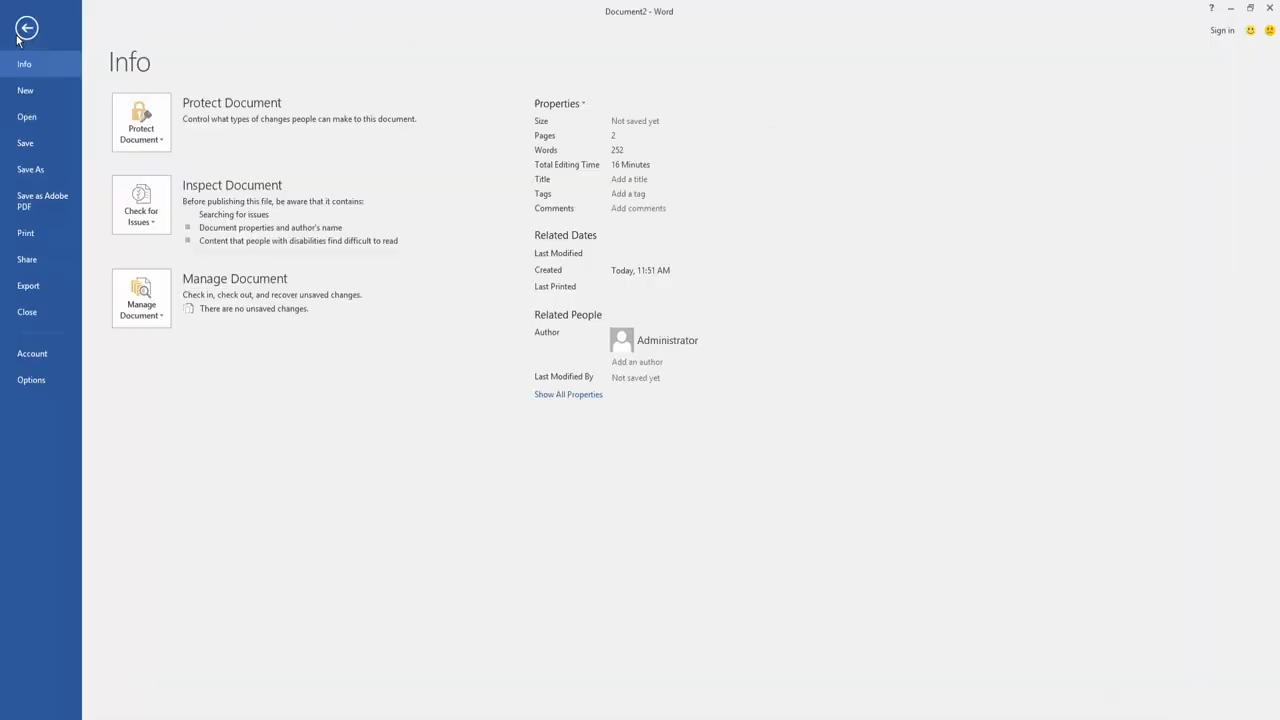 Document2 - Word
?
Sign in
Info
New
Open
Save
Save As
Save as Adobe
PDF
Print
Share
Export
Close
Account
Options
Info
Protect
Document
Protect Document
Control what types of changes people can make to this document.
Check for
Issues
Inspect Document
Before publishing this file, be aware that it contains:
Searching for issues
Document properties and author's name
Content that people with disabilities find difficult to read
Manage
Document
Manage Document
Check in, check out, and recover unsaved changes.
There are no unsaved changes.
Properties
Size Not saved yet
Pages 2
Words 252
Total Editing Time 16 Minutes
Title Add a title
Tags Add a tag
Comments Add comments
Related Dates
Last Modified
Created Today, 11:51 AM
Last Printed
Related People
Author Administrator
Add an author
Last Modified By Not saved yet
Show All Properties